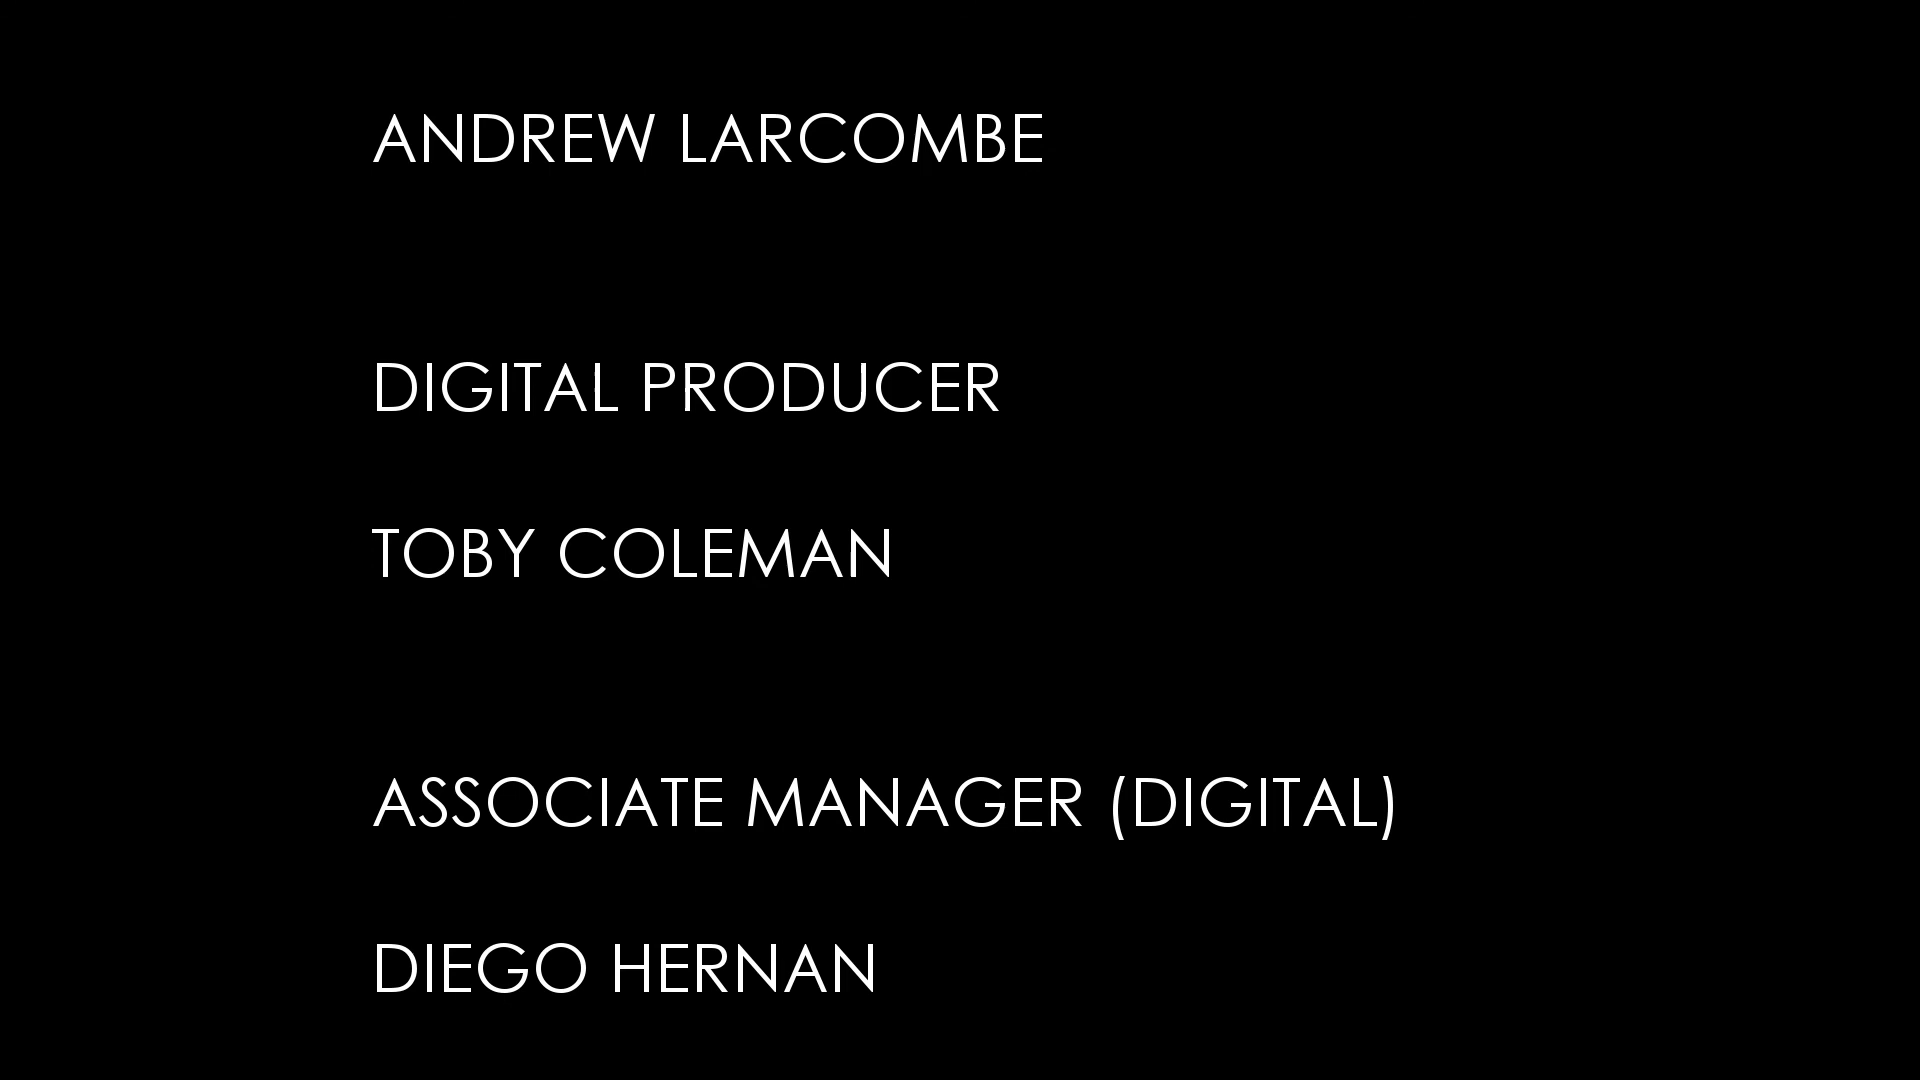 ANDREW LARCOMBE
DIGITAL PRODUCER
TOBY COLEMAN
ASSOCIATE MANAGER (DIGITAL)
DIEGO HERNAN